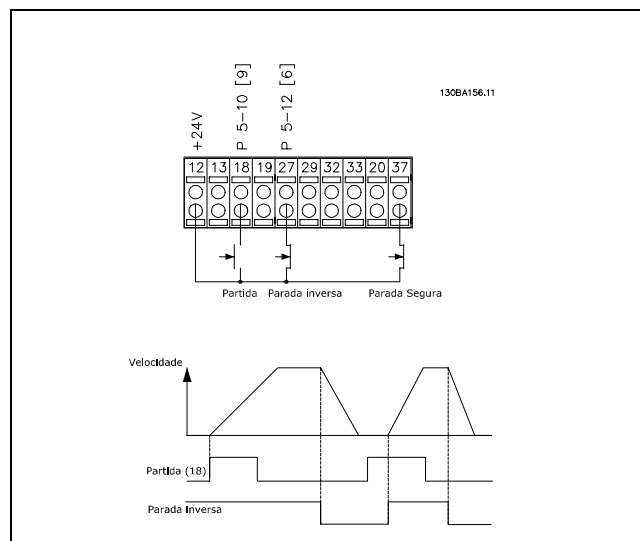 +24V
P 5-10 [9]
P 5-12 [6]
130BA156.11
12 13 18 19 27 29 32 33 20 37
Partida Parada inversa Parada Segura
Velocidade
Partida (18)
Parada Inversa